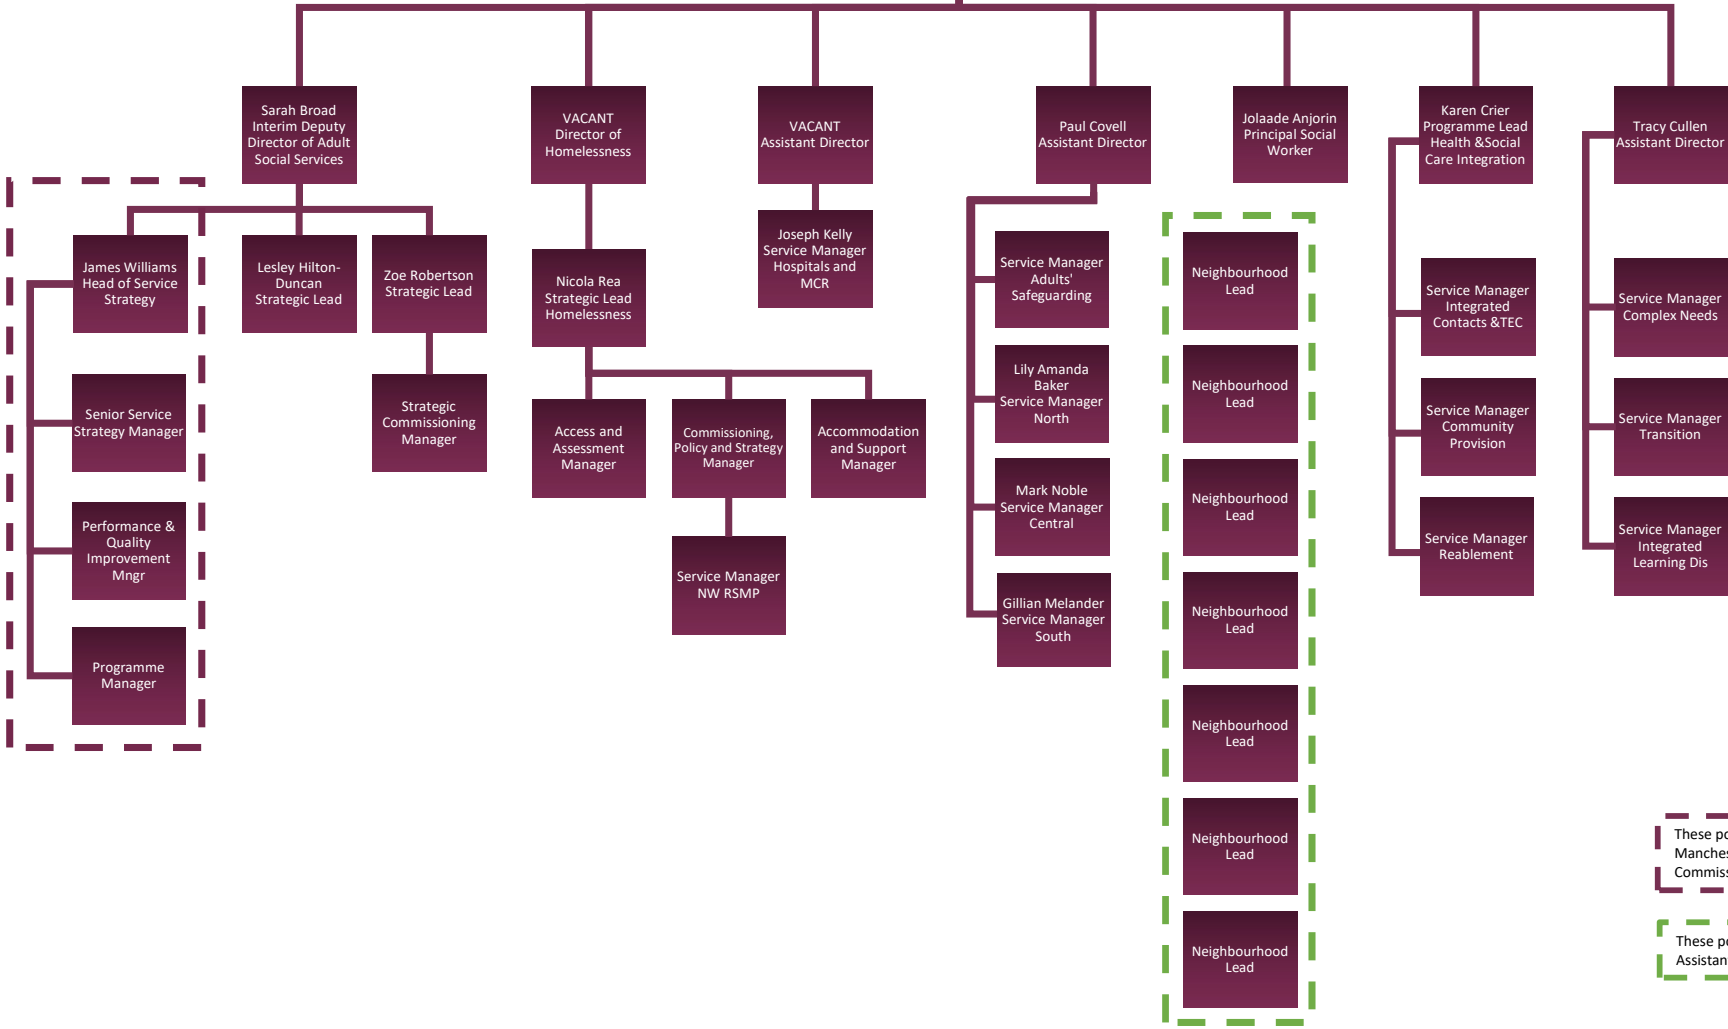 Sarah Broad
Interim Deputy
Director of Adult
Social Services
VACANT
Director of
Homelessness
VACANT
Assistant Director
Paul Covell
Assistant Director
Jolaade Anjorin
Principal Social
Worker
Karen Crier
Programme Lead
Health &Social
Care Integration
Tracy Cullen
Assistant Director
James Williams
Head of Service
Strategy
Lesley Hilton-
Duncan
Strategic Lead
Zoe Robertson
Strategic Lead
Nicola Rea
Strategic Lead
Homelessness
Joseph Kelly
Service Manager
Hospitals and
MCR
Service Manager
Adults'
Safeguarding
Neighbourhood
Lead
Service Manager
Integrated
Contacts &TEC
Service Manager
Complex Needs
Senior Service
Strategy Manager
Strategic
Commissioning
Manager
Access and
Assessment
Manager
Commissioning,
Policy and Strategy
Manager
Accommodation
and Support
Manager
Lily Amanda
Baker
Service Manager
North
Neighbourhood
Lead
Service Manager
Community
Provision
Service Manager
Transition
Performance &
Quality
Improvement
Mngr
Service Manager
NW RSMP
Mark Noble
Service Manager
Central
Neighbourhood
Lead
Service Manager
Reablement
Service Manager
Integrated
Learning Dis
Programme
Manager
Gillian Melander
Service Manager
South
Neighbourhood
Lead
Neighbourhood
Lead
Neighbourhood
Lead
Neighbourhood
Lead
These po
Manches
Commiss
These po
Assistan